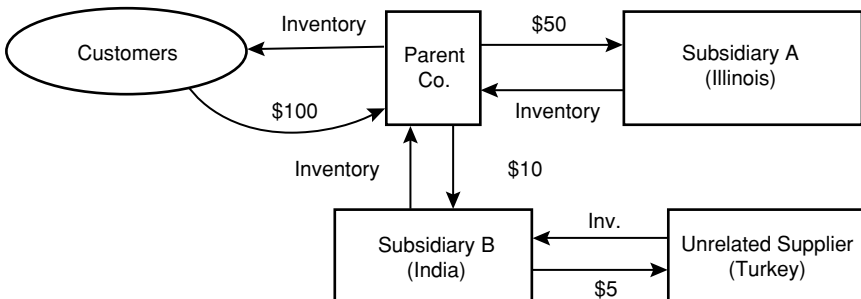 Inventory
$50
Customers
Parent
Co.
Subsidiary A
(Illinois)
$100
Inventory
Inventory
$10
Subsidiary B
(India)
Inv.
$5
Unrelated Supplier
(Turkey)